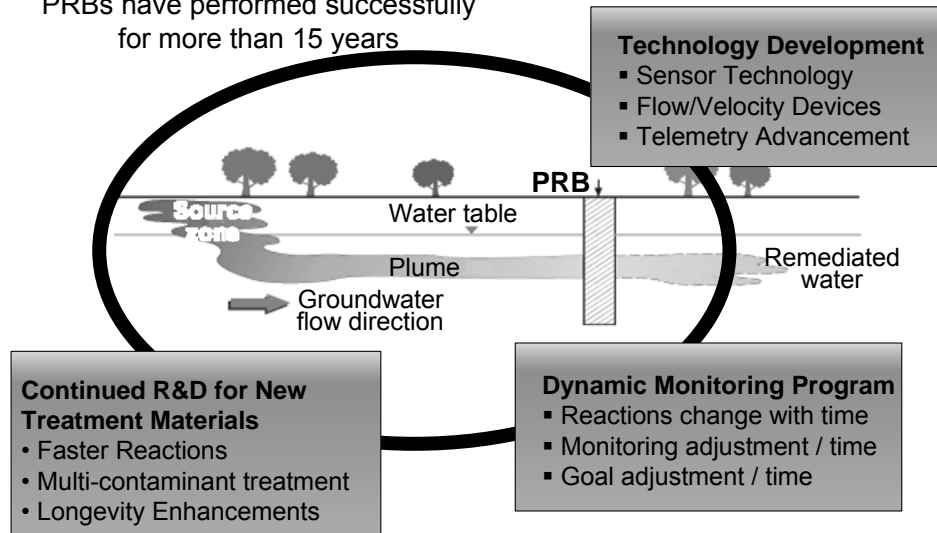 PRBs have performed successfully
for more than 15 years
Technology Development
▪ Sensor Technology
▪ Flow/Velocity Devices
▪ Telemetry Advancement
PRB
Source
zone
Water table
Plume
Remediated
water
Groundwater
flow direction
Continued R&D for New
Treatment Materials
• Faster Reactions
• Multi-contaminant treatment
• Longevity Enhancements
Dynamic Monitoring Program
▪ Reactions change with time
▪ Monitoring adjustment / time
▪ Goal adjustment / time